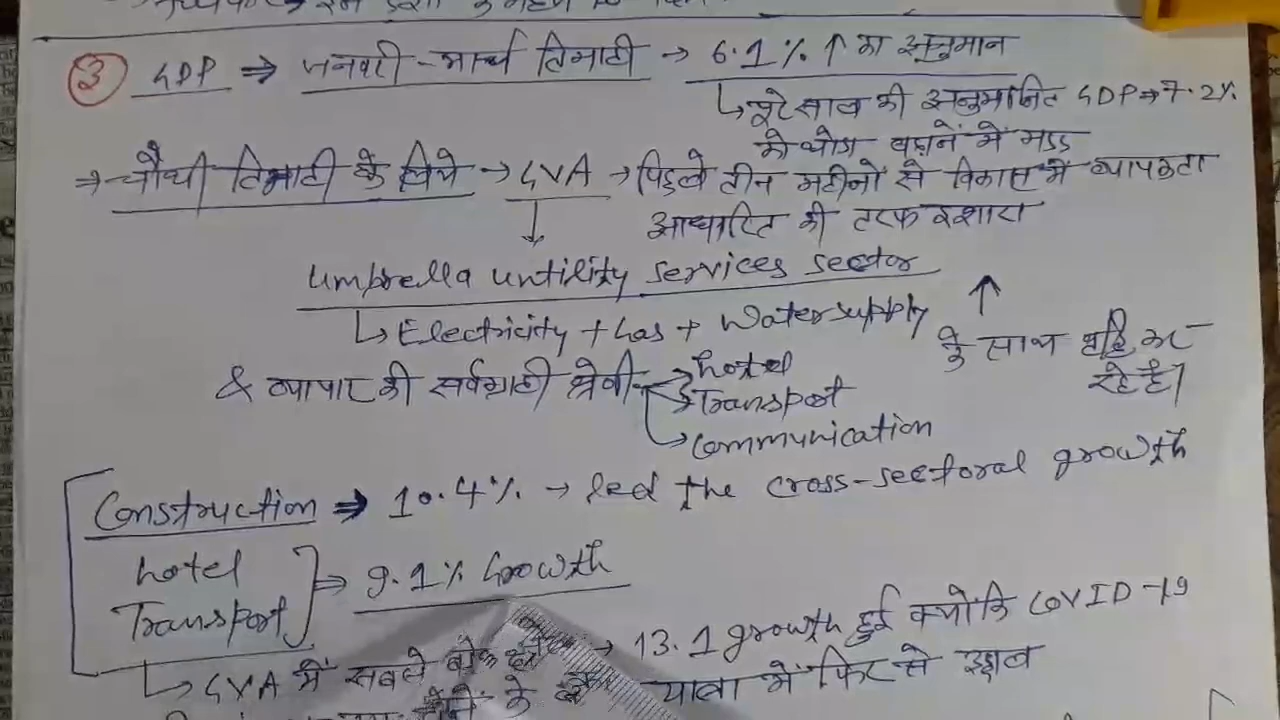 ③ GDP ⇒ जनवरी-मार्च तिमाही → 6.1% ↑ का अनुमान
↳ पूरे साल की अनुमानित GDP ⇒ 7.2%
को थोड़ा बढ़ाने में मदद
⇒ चौथी तिमाही के लिये → GVA → पिछले तीन महीनों से विकास में व्यापकता
आधारित की तरफ इशारा
↓
Umbrella untility services sector
↳ Electricity + Gas + Water supply
↑ के साथ वृद्धि कर
रहे है।
& व्यापार की सर्वग्राही श्रेणी → hotel
→ Transport
→ Communication
Construction ⇒ 10.4% → led the cross-sectoral growth
hotel
Transport ⇒ 9.1% Growth
↳ GVA में सबसे → 13.1 growth हुई क्योंकि COVID-19
के यात्रा में फिर से